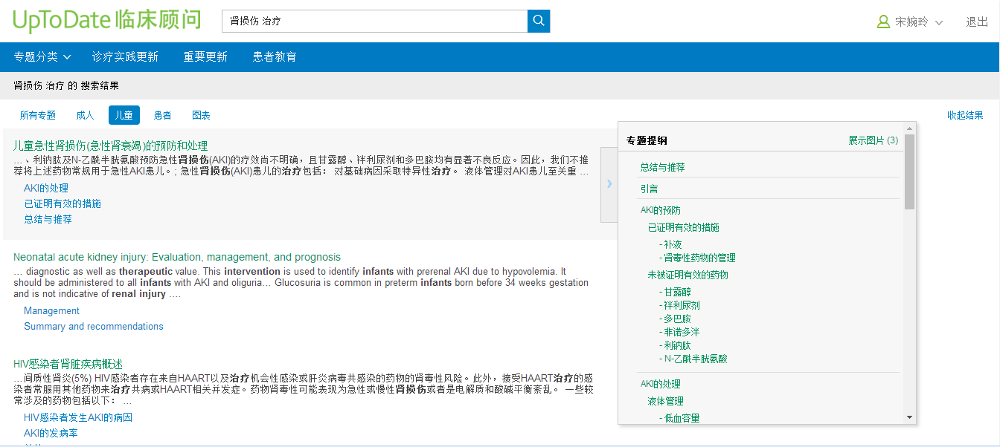 UpToDate 临床顾问
肾损伤 治疗
宋婉玲
退出
专题分类 诊疗实践更新 重要更新 患者教育
肾损伤 治疗 的 搜索结果
所有专题 成人 儿童 患者 图表
收起结果
儿童急性肾损伤(急性肾衰竭)的预防和处理
…、利钠肽及N-乙酰半胱氨酸预防急性肾损伤(AKI)的疗效尚不明确，且甘露醇、袢利尿剂和多巴胺均有显著不良反应。因此，我们不推
荐将上述药物常规用于急性AKI患儿。; 急性肾损伤(AKI)患儿的治疗包括： 对基础病因采取特异性治疗。 液体管理对AKI患儿至关重 …
AKI的处理
已证明有效的措施
总结与推荐
Neonatal acute kidney injury: Evaluation, management, and prognosis
… diagnostic as well as therapeutic value. This intervention is used to identify infants with prerenal AKI due to hypovolemia. It
should be administered to all infants with AKI and oliguria… Glucosuria is common in preterm infants born before 34 weeks gestation
and is not indicative of renal injury ….
Management
Summary and recommendations
HIV感染者肾脏疾病概述
…间质性肾炎(5%) HIV感染者存在来自HAART以及治疗机会性感染或肝炎病毒共感染的药物的肾毒性风险。此外，接受HAART治疗的感
染者常服用其他药物来治疗共病或HAART相关并发症。药物肾毒性可能表现为急性或慢性肾损伤或者是电解质和酸碱平衡紊乱。 一些较
常涉及的药物包括以下： …
HIV感染者发生AKI的病因
AKI的发病率
专题提纲
展示图片 (3)
总结与推荐
引言
AKI的预防
已证明有效的措施
- 补液
- 肾毒性药物的管理
未被证明有效的药物
- 甘露醇
- 袢利尿剂
- 多巴胺
- 非诺多泮
- 利钠肽
- N-乙酰半胱氨酸
AKI的处理
液体管理
- 低血容量